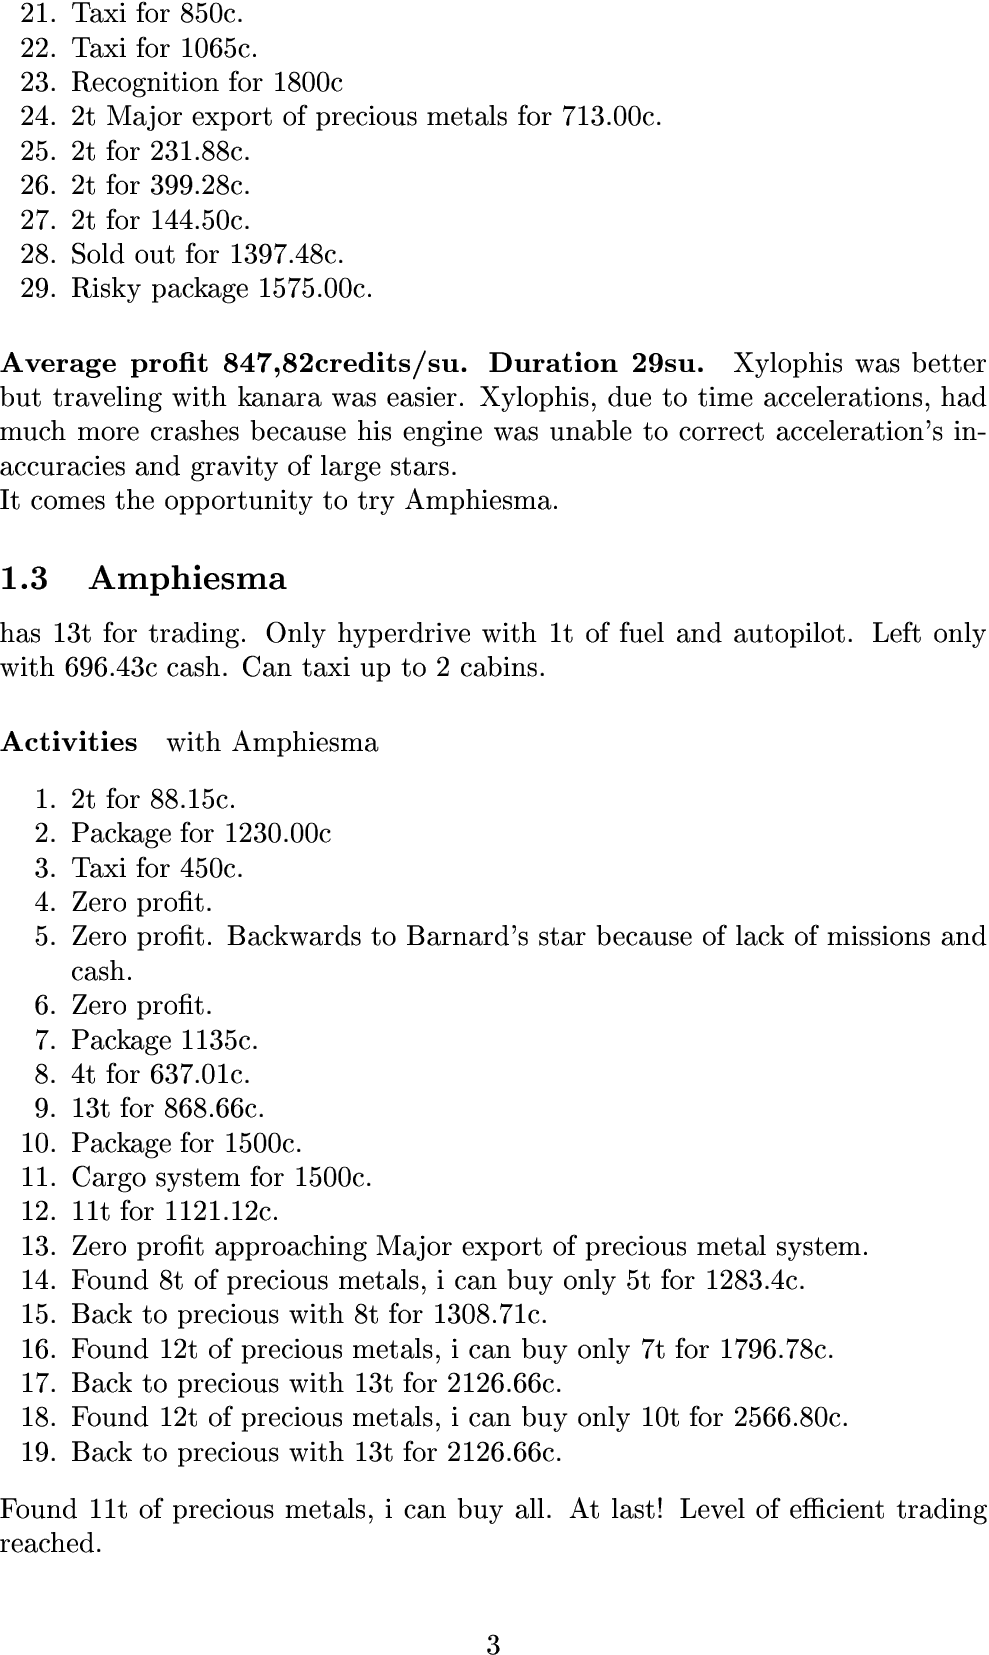 21. Taxi for 850c.
22. Taxi for 1065c.
23. Recognition for 1800c
24. 2t Major export of precious metals for 713.00c.
25. 2t for 231.88c.
26. 2t for 399.28c.
27. 2t for 144.50c.
28. Sold out for 1397.48c.
29. Risky package 1575.00c.
Average profit 847,82credits/su. Duration 29su. Xylophis was better
but traveling with kanara was easier. Xylophis, due to time accelerations, had
much more crashes because his engine was unable to correct acceleration's in-
accuracies and gravity of large stars.
It comes the opportunity to try Amphiesma.
1.3 Amphiesma
has 13t for trading. Only hyperdrive with 1t of fuel and autopilot. Left only
with 696.43c cash. Can taxi up to 2 cabins.
Activities with Amphiesma
1. 2t for 88.15c.
2. Package for 1230.00c
3. Taxi for 450c.
4. Zero profit.
5. Zero profit. Backwards to Barnard's star because of lack of missions and
cash.
6. Zero profit.
7. Package 1135c.
8. 4t for 637.01c.
9. 13t for 868.66c.
10. Package for 1500c.
11. Cargo system for 1500c.
12. 11t for 1121.12c.
13. Zero profit approaching Major export of precious metal system.
14. Found 8t of precious metals, i can buy only 5t for 1283.4c.
15. Back to precious with 8t for 1308.71c.
16. Found 12t of precious metals, i can buy only 7t for 1796.78c.
17. Back to precious with 13t for 2126.66c.
18. Found 12t of precious metals, i can buy only 10t for 2566.80c.
19. Back to precious with 13t for 2126.66c.
Found 11t of precious metals, i can buy all. At last! Level of efficient trading
reached.
3